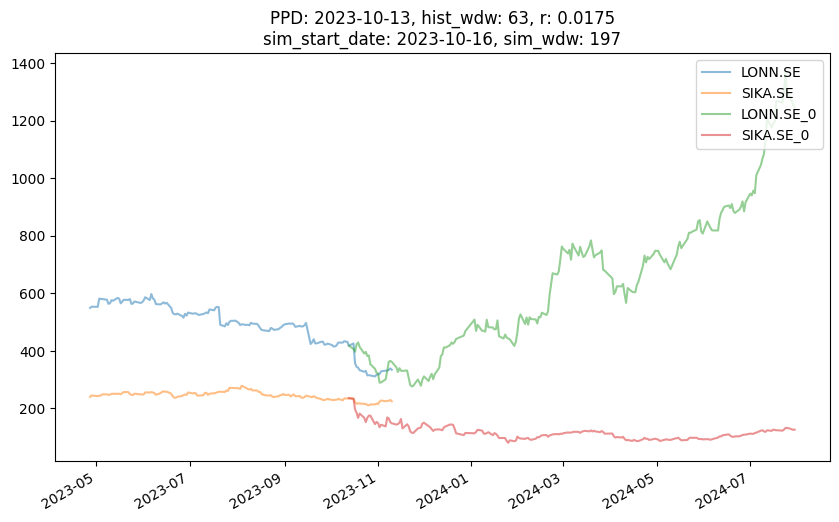 PPD: 2023-10-13, hist_wdw: 63, r: 0.0175
sim_start_date: 2023-10-16, sim_wdw: 197
1400
1200
1000
800
600
400
200
LONN.SE
SIKA.SE
LONN.SE_0
SIKA.SE_0
2023-05
2023-07
2023-09
2023-11
2024-01
2024-03
2024-05
2024-07